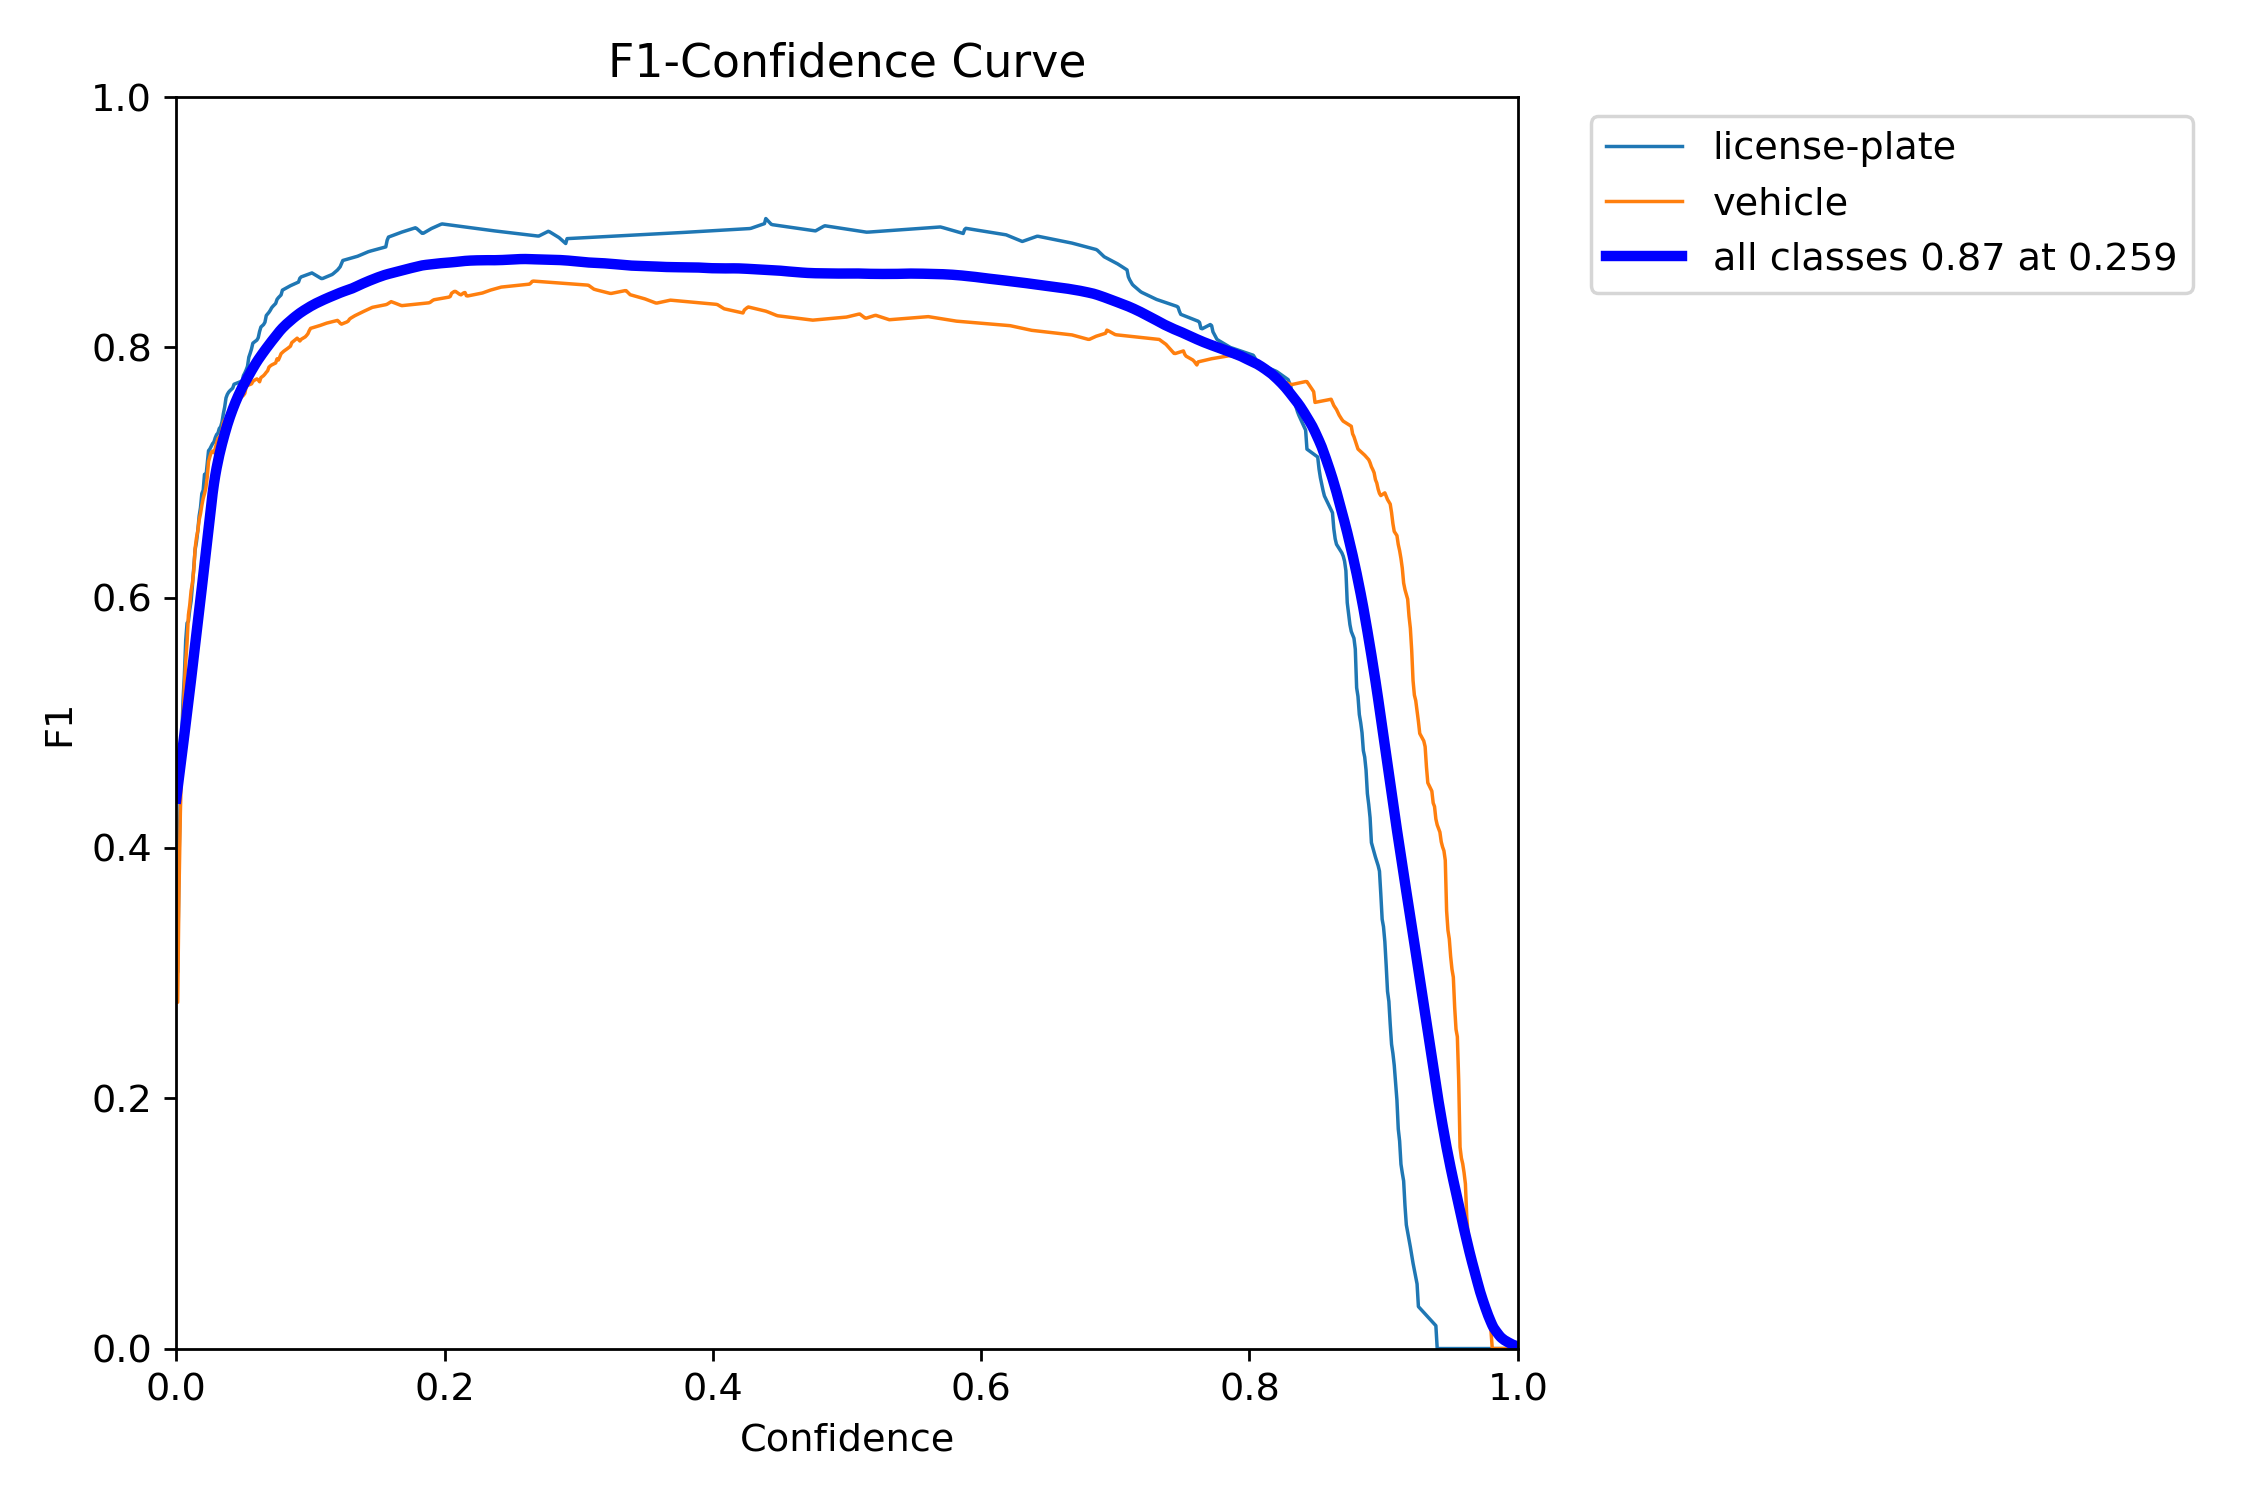 F1-Confidence Curve
1.0
0.8
0.6
0.4
0.2
0.0
F1
0.0 0.2 0.4 0.6 0.8 1.0
Confidence
license-plate
vehicle
all classes 0.87 at 0.259